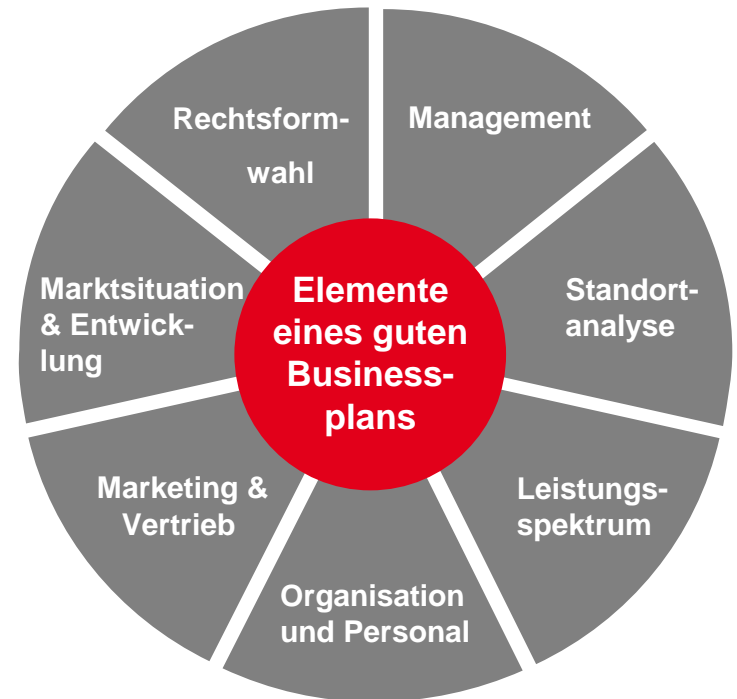 Elemente
eines guten
Business-
plans
Management
Standort-
analyse
Leistungs-
spektrum
Organisation
und Personal
Marketing &
Vertrieb
Marktsituation
& Entwick-
lung
Rechtsform-
wahl